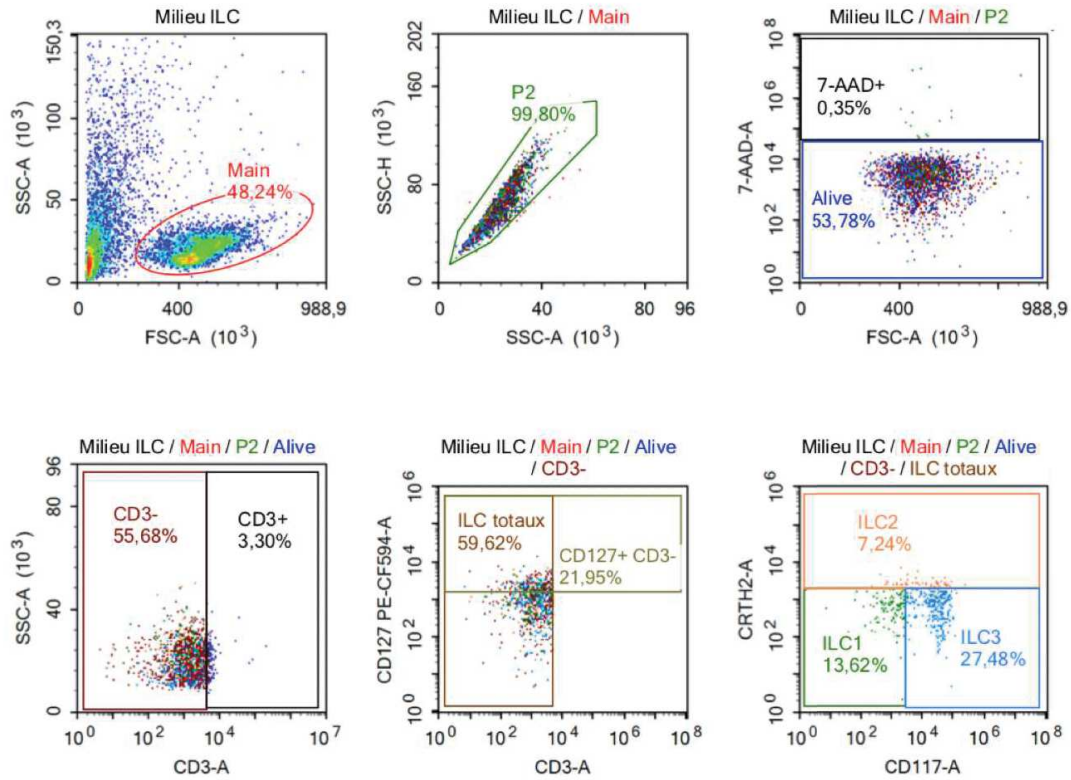 Milieu ILC
150,3
100
50
0
SSC-A (10³)
Main
48,24%
0
400
988,9
FSC-A (10³)
Milieu ILC / Main
202
160
80
0
SSC-H (10³)
P2
99,80%
0
40
80
96
SSC-A (10³)
Milieu ILC / Main / P2
10⁸
10⁶
10⁴
10²
10⁰
7-AAD-A
7-AAD+
0,35%
Alive
53,78%
0
400
988,9
FSC-A (10³)
Milieu ILC / Main / P2 / Alive
96
80
40
0
SSC-A (10³)
CD3-
55,68%
CD3+
3,30%
10⁰
10²
10⁴
10⁷
CD3-A
Milieu ILC / Main / P2 / Alive
/ CD3-
10⁶
10⁴
10²
10⁰
CD127 PE-CF594-A
ILC totaux
59,62%
CD127+ CD3-
21,95%
10⁰
10²
10⁴
10⁶
10⁸
CD3-A
Milieu ILC / Main / P2 / Alive
/ CD3- / ILC totaux
10⁶
10⁴
10²
10⁰
CRTH2-A
ILC2
7,24%
ILC1
13,62%
ILC3
27,48%
10⁰
10²
10⁴
10⁶
10⁸
CD117-A